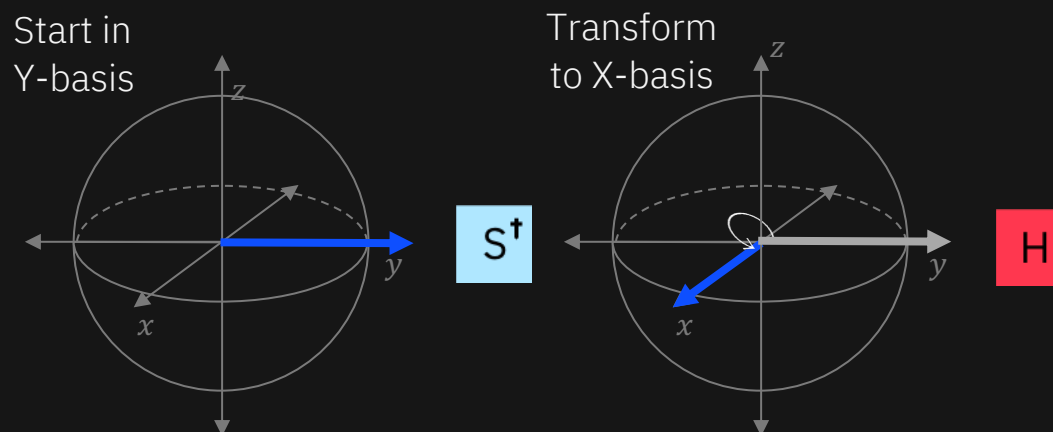 Start in
Y-basis
z
y
x
S†
Transform
to X-basis
z
y
x
H